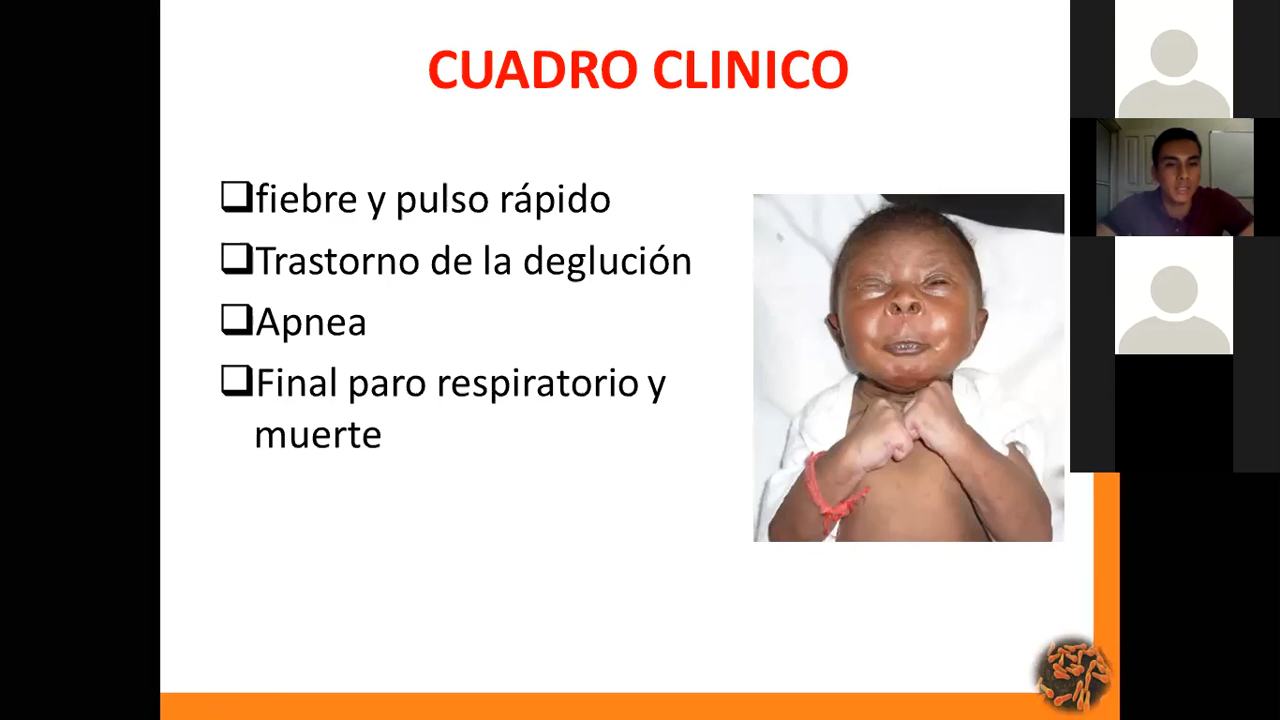 CUADRO CLINICO
fiebre y pulso rápido
Trastorno de la deglución
Apnea
Final paro respiratorio y
muerte